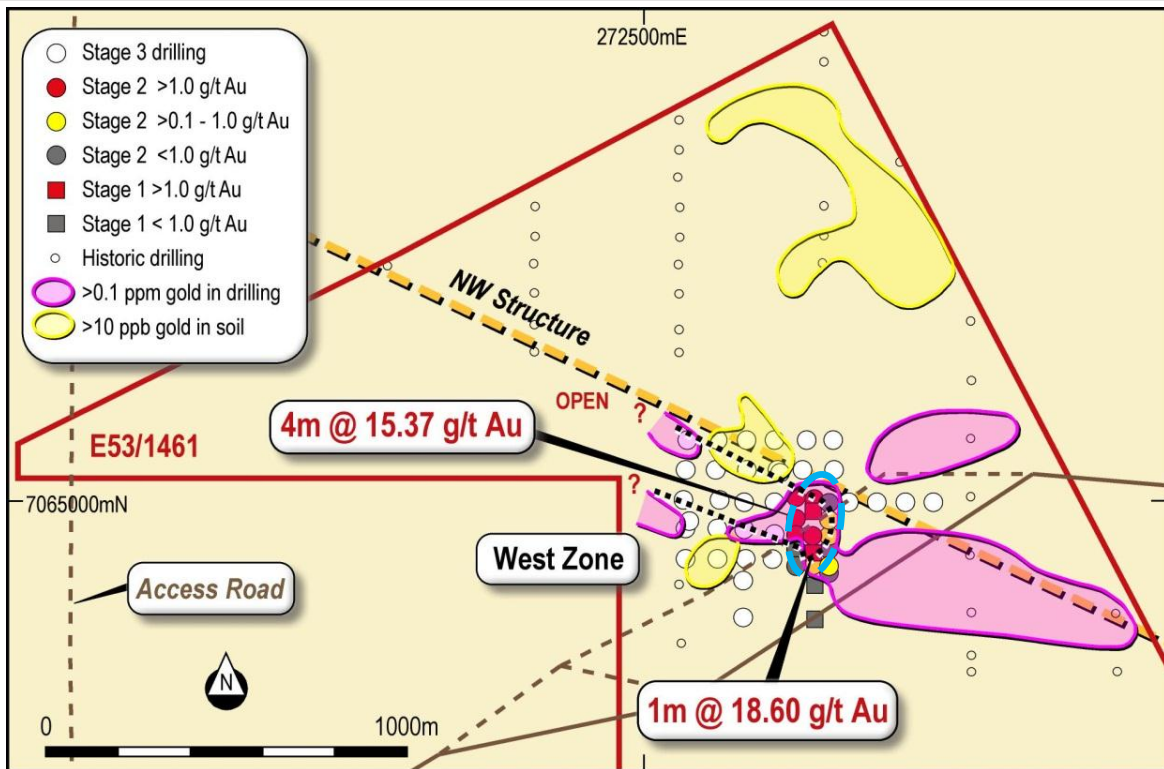 272500mE
Stage 3 drilling
Stage 2 >1.0 g/t Au
Stage 2 >0.1 - 1.0 g/t Au
Stage 2 <1.0 g/t Au
Stage 1 >1.0 g/t Au
Stage 1 < 1.0 g/t Au
Historic drilling
>0.1 ppm gold in drilling
>10 ppb gold in soil
NW Structure
OPEN
?
4m @ 15.37 g/t Au
E53/1461
?
7065000mN
West Zone
Access Road
N
1m @ 18.60 g/t Au
0 1000m